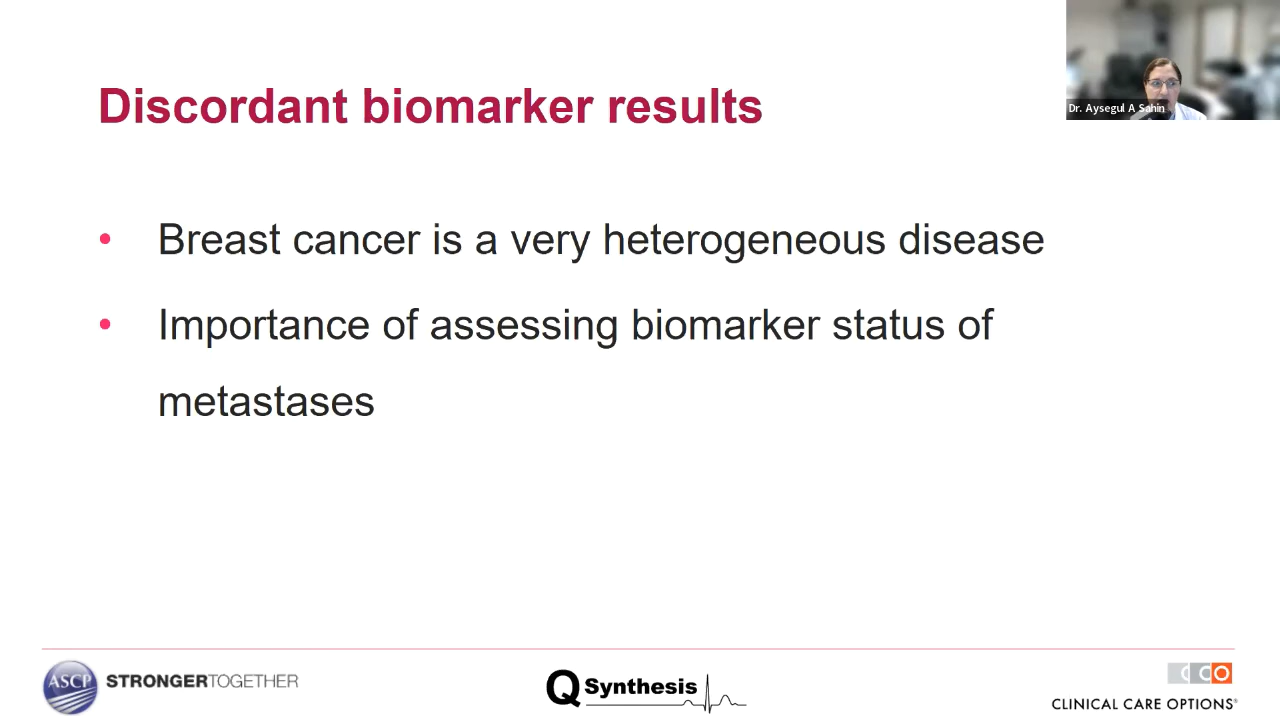 Discordant biomarker results
Dr. Aysegul A Sahin
• Breast cancer is a very heterogeneous disease
• Importance of assessing biomarker status of
metastases
ASCP STRONGERTOGETHER
Q Synthesis
CCO
CLINICAL CARE OPTIONS®